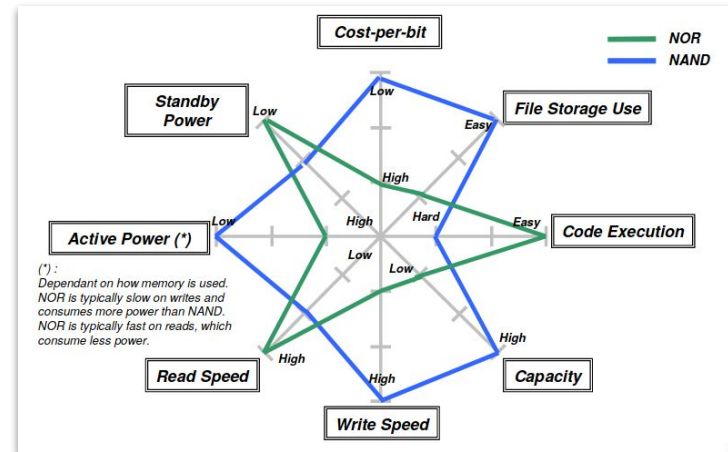 Cost-per-bit
NOR
NAND
Standby
Power
Low
Low
File Storage Use
Easy
High
Hard
Easy
Code Execution
Low
High
Active Power (*)
Low
Low
(*) :
Dependant on how memory is used.
NOR is typically slow on writes and
consumes more power than NAND.
NOR is typically fast on reads, which
consume less power.
High
High
Read Speed
High
Capacity
Write Speed